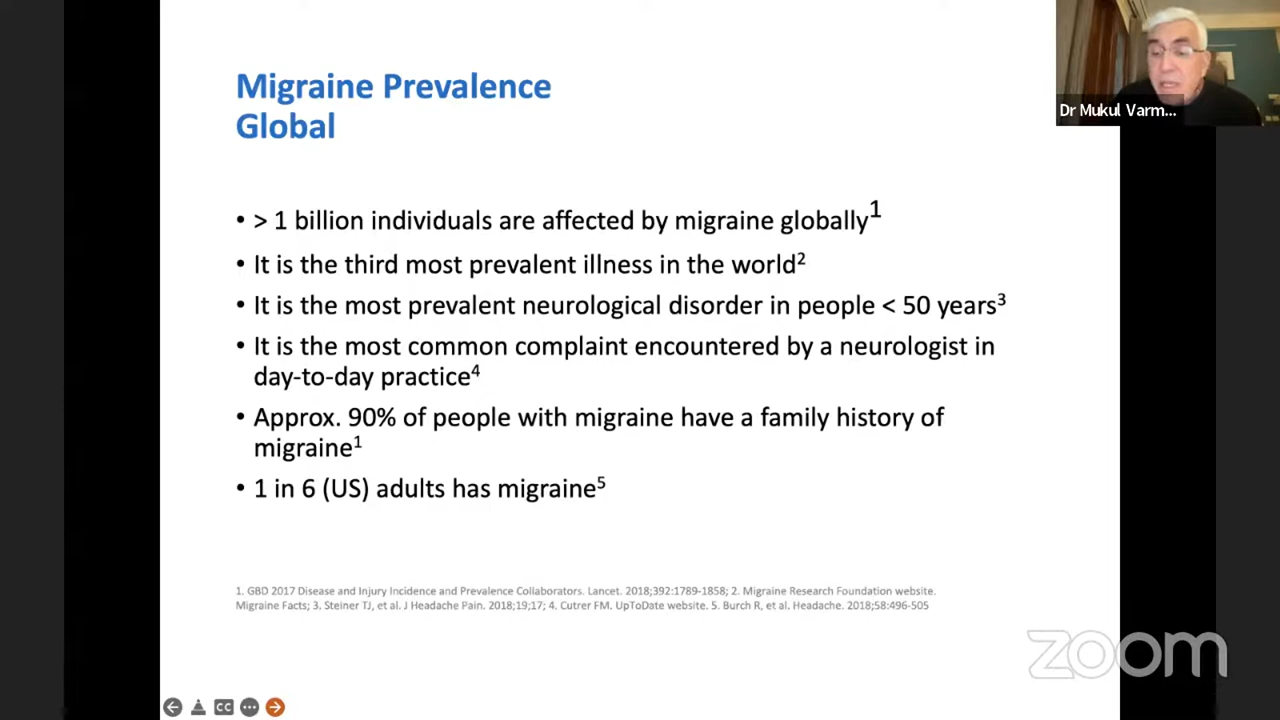 Migraine Prevalence
Global
• > 1 billion individuals are affected by migraine globally¹
• It is the third most prevalent illness in the world²
• It is the most prevalent neurological disorder in people < 50 years³
• It is the most common complaint encountered by a neurologist in
day-to-day practice⁴
• Approx. 90% of people with migraine have a family history of
migraine¹
• 1 in 6 (US) adults has migraine⁵
1. GBD 2017 Disease and Injury Incidence and Prevalence Collaborators. Lancet. 2018;392:1789-1858; 2. Migraine Research Foundation website.
Migraine Facts; 3. Steiner TJ, et al. J Headache Pain. 2018;19;17; 4. Cutrer FM. UpToDate website. 5. Burch R, et al. Headache. 2018;58:496-505
Dr Mukul Varm...
zoom
CC